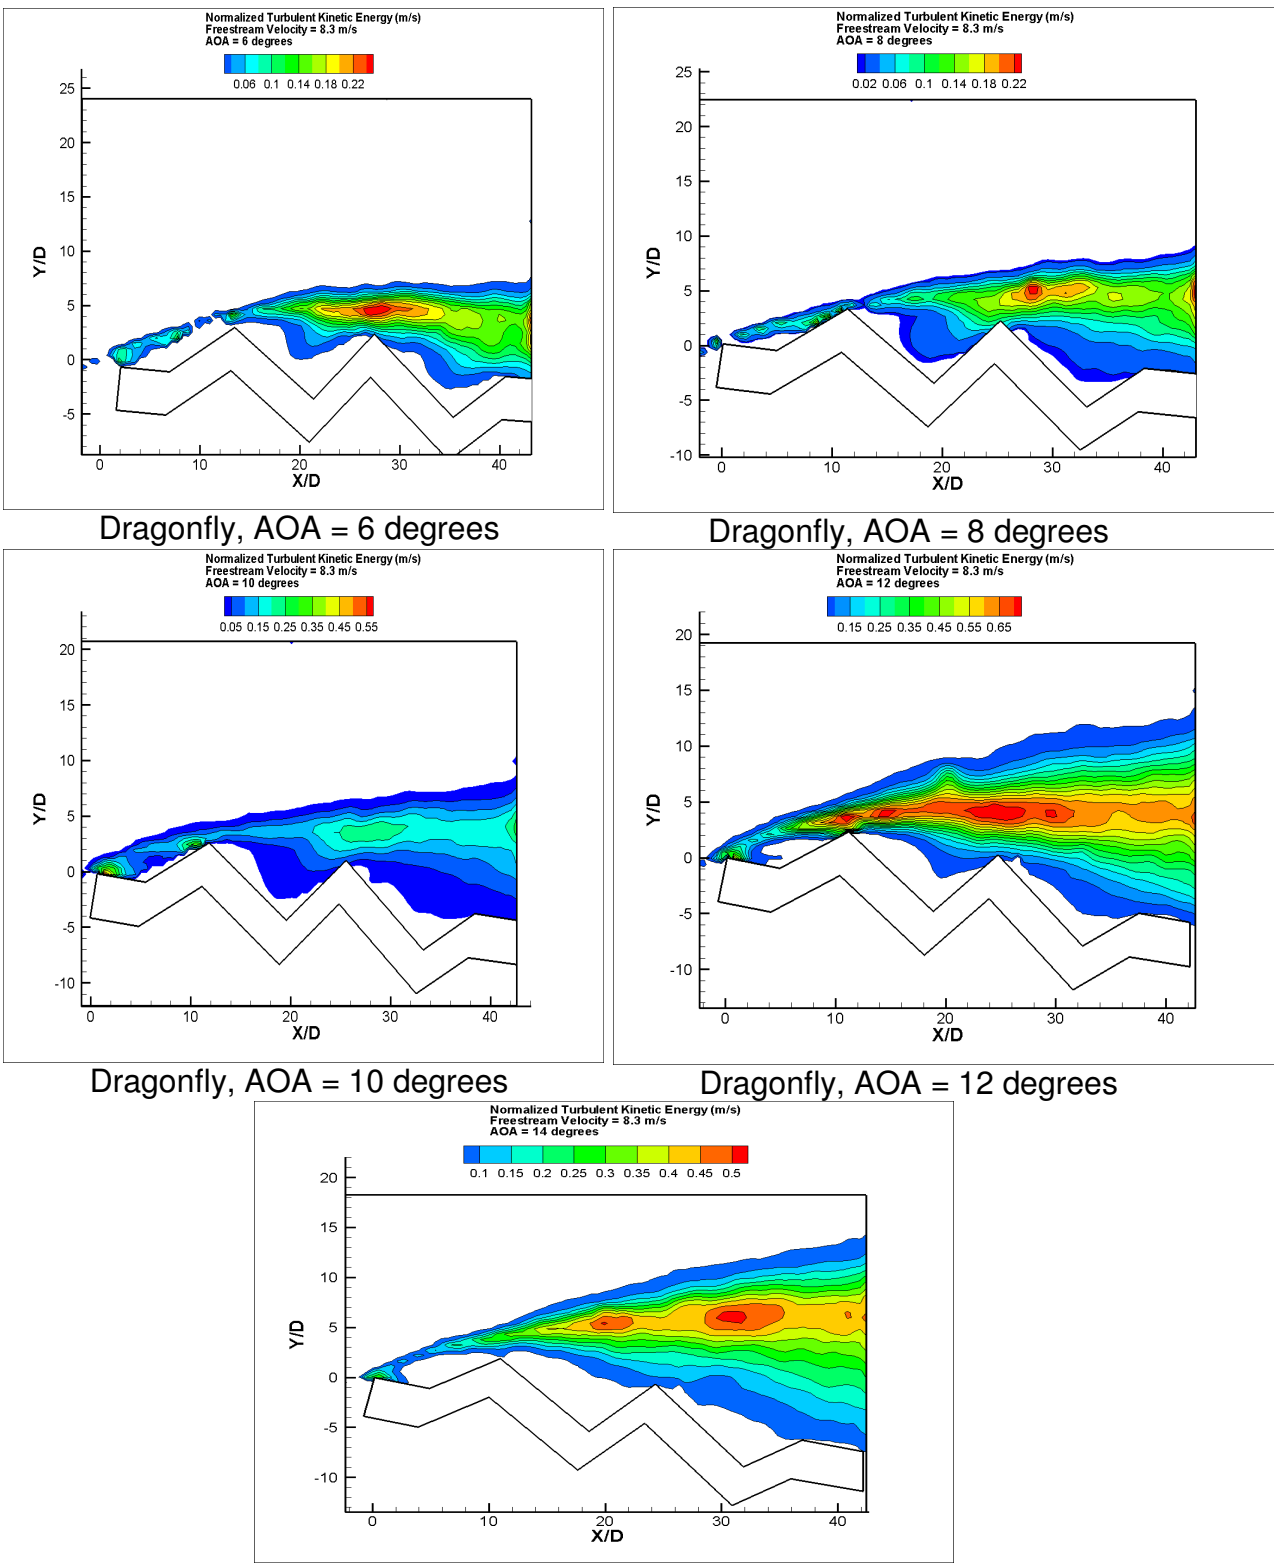 Normalized Turbulent Kinetic Energy (m/s)
Freestream Velocity = 8.3 m/s
AOA = 6 degrees
0.06 0.1 0.14 0.18 0.22
25
20
15
10
5
0
-5
Y/D
0 10 20 30 40
X/D
Dragonfly, AOA = 6 degrees
Normalized Turbulent Kinetic Energy (m/s)
Freestream Velocity = 8.3 m/s
AOA = 8 degrees
0.02 0.06 0.1 0.14 0.18 0.22
25
20
15
10
5
0
-5
-10
Y/D
0 10 20 30 40
X/D
Dragonfly, AOA = 8 degrees
Normalized Turbulent Kinetic Energy (m/s)
Freestream Velocity = 8.3 m/s
AOA = 10 degrees
0.05 0.15 0.25 0.35 0.45 0.55
20
15
10
5
0
-5
-10
Y/D
0 10 20 30 40
X/D
Dragonfly, AOA = 10 degrees
Normalized Turbulent Kinetic Energy (m/s)
Freestream Velocity = 8.3 m/s
AOA = 12 degrees
0.15 0.25 0.35 0.45 0.55 0.65
20
15
10
5
0
-5
-10
Y/D
0 10 20 30 40
X/D
Dragonfly, AOA = 12 degrees
Normalized Turbulent Kinetic Energy (m/s)
Freestream Velocity = 8.3 m/s
AOA = 14 degrees
0.1 0.15 0.2 0.25 0.3 0.35 0.4 0.45 0.5
20
15
10
5
0
-5
-10
Y/D
0 10 20 30 40
X/D